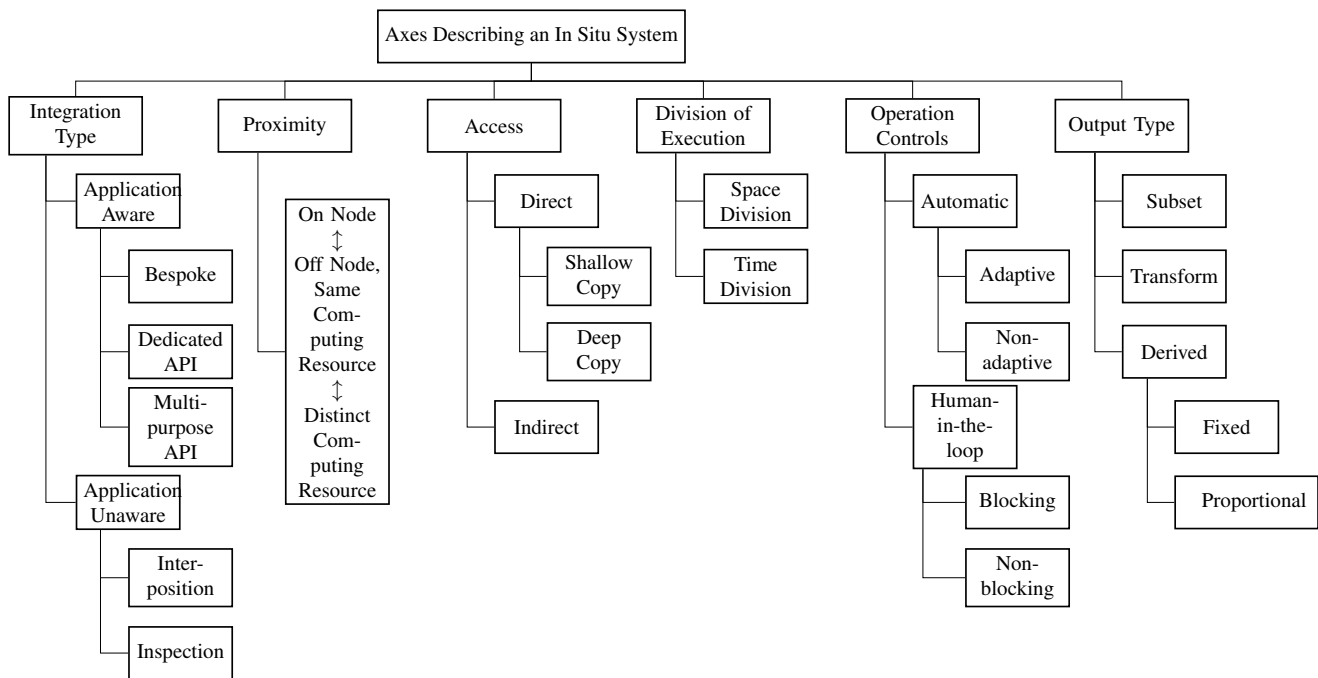 Axes Describing an In Situ System
Integration
Type
Application
Aware
Bespoke
Dedicated
API
Multi-
purpose
API
Application
Unaware
Inter-
position
Inspection
Proximity
On Node
↕
Off Node,
Same
Com-
puting
Resource
↕
Distinct
Com-
puting
Resource
Access
Direct
Shallow
Copy
Deep
Copy
Indirect
Division of
Execution
Space
Division
Time
Division
Operation
Controls
Automatic
Adaptive
Non-
adaptive
Human-
in-the-
loop
Blocking
Non-
blocking
Output Type
Subset
Transform
Derived
Fixed
Proportional